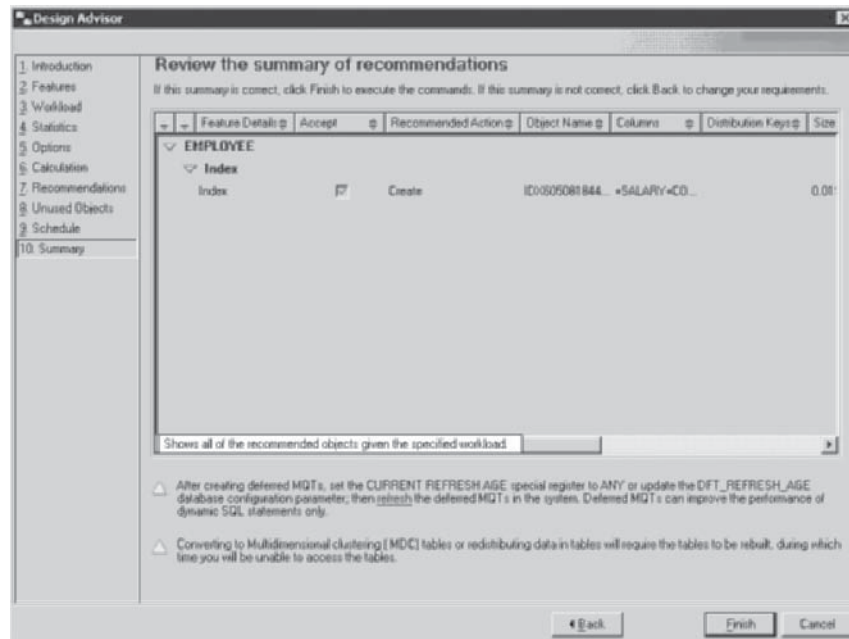 Design Advisor
1. Introduction
2. Features
3. Workload
4. Statistics
5. Options
6. Calculation
7. Recommendations
8. Unused Objects
9. Schedule
10. Summary
Review the summary of recommendations
If this summary is correct, click Finish to execute the commands. If this summary is not correct, click Back to change your requirements.
Feature Details Accept Recommended Action Object Name Columns Distribution Keys Size
EMPLOYEE
Index
Index Create +SALARY+CO...
Shows all of the recommended objects given the specified workload.
After creating deferred MQTs, set the CURRENT REFRESH AGE special register to ANY or update the DFT_REFRESH_AGE
database configuration parameter; then refresh the deferred MQTs in the system. Deferred MQTs can improve the performance of
dynamic SQL statements only.
Converting to Multidimensional clustering (MDC) tables or redistributing data in tables will require the tables to be rebuilt, during which
time you will be unable to access the tables.
Back Finish Cancel